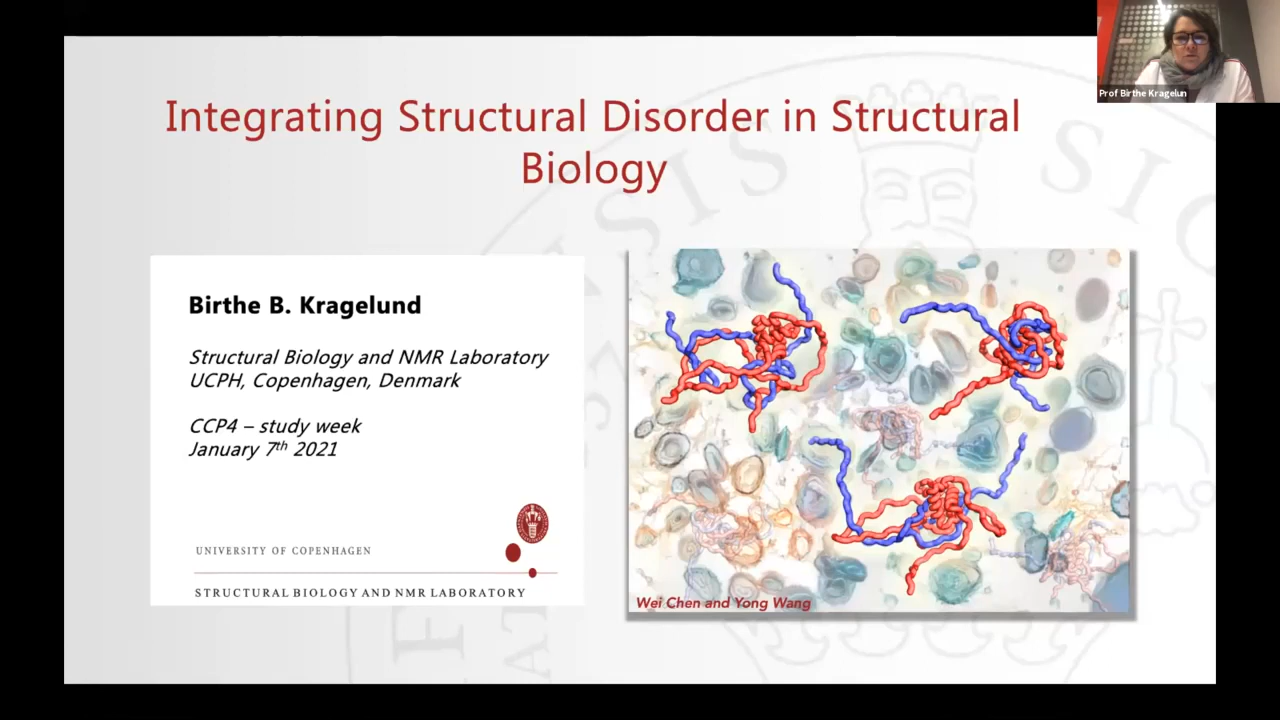 Prof Birthe Kragelun
Integrating Structural Disorder in Structural
Biology
Birthe B. Kragelund
Structural Biology and NMR Laboratory
UCPH, Copenhagen, Denmark
CCP4 – study week
January 7th 2021
UNIVERSITY OF COPENHAGEN
STRUCTURAL BIOLOGY AND NMR LABORATORY
Wei Chen and Yong Wang